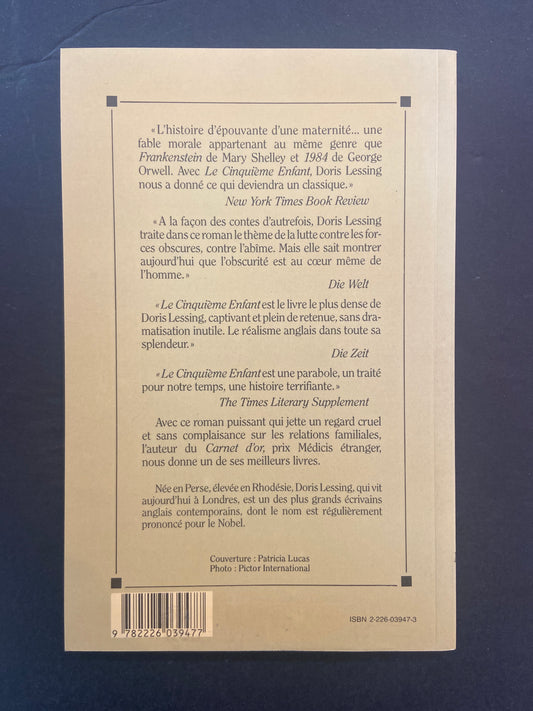 « L'histoire d'épouvante d'une maternité... une
fable morale appartenant au même genre que
Frankenstein de Mary Shelley et 1984 de George
Orwell. Avec Le Cinquième Enfant, Doris Lessing
nous a donné ce qui deviendra un classique. »
New York Times Book Review
« A la façon des contes d'autrefois, Doris Lessing
traite dans ce roman le thème de la lutte contre les for-
ces obscures, contre l'abîme. Mais elle sait montrer
aujourd'hui que l'obscurité est au cœur même de
l'homme. »
Die Welt
« Le Cinquième Enfant est le livre le plus dense de
Doris Lessing, captivant et plein de retenue, sans dra-
matisation inutile. Le réalisme anglais dans toute sa
splendeur. »
Die Zeit
« Le Cinquième Enfant est une parabole, un traité
pour notre temps, une histoire terrifiante. »
The Times Literary Supplement
Avec ce roman puissant qui jette un regard cruel
et sans complaisance sur les relations familiales,
l'auteur du Carnet d'or, prix Médicis étranger,
nous donne un de ses meilleurs livres.
Née en Perse, élevée en Rhodésie, Doris Lessing, qui vit
aujourd'hui à Londres, est un des plus grands écrivains
anglais contemporains, dont le nom est régulièrement
prononcé pour le Nobel.
Couverture : Patricia Lucas
Photo : Pictor International
9 782226 039477
ISBN 2-226-03947-3